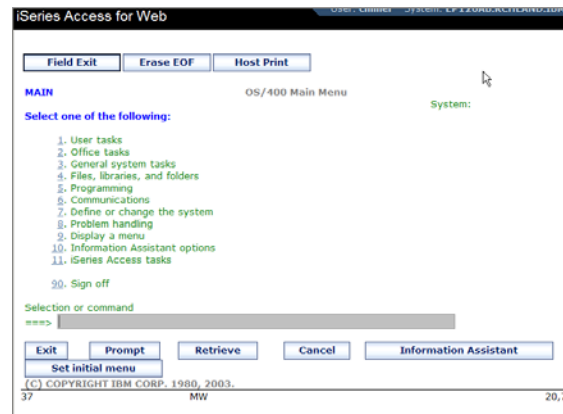 iSeries Access for Web
User: System:
Field Exit Erase EOF Host Print
MAIN OS/400 Main Menu
System:
Select one of the following:
1. User tasks
2. Office tasks
3. General system tasks
4. Files, libraries, and folders
5. Programming
6. Communications
7. Define or change the system
8. Problem handling
9. Display a menu
10. Information Assistant options
11. iSeries Access tasks
90. Sign off
Selection or command
===>
Exit Prompt Retrieve Cancel Information Assistant
Set initial menu
(C) COPYRIGHT IBM CORP. 1980, 2003.
37 MW 20,7